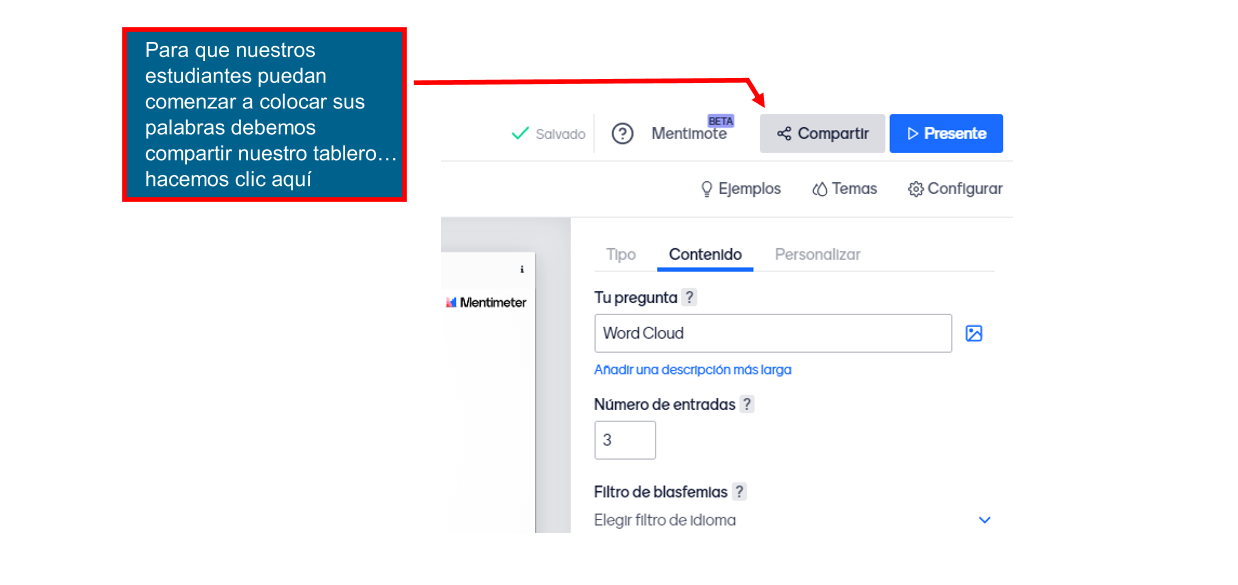 Para que nuestros
estudiantes puedan
comenzar a colocar sus
palabras debemos
compartir nuestro tablero…
hacemos clic aquí
Salvado
?
Mentimote
BETA
Compartir
Presente
Ejemplos
Temas
Configurar
i
Mentimeter
Tipo
Contenido
Personalizar
Tu pregunta ?
Word Cloud
Añadir una descripción más larga
Número de entradas ?
3
Filtro de blasfemias ?
Elegir filtro de idioma